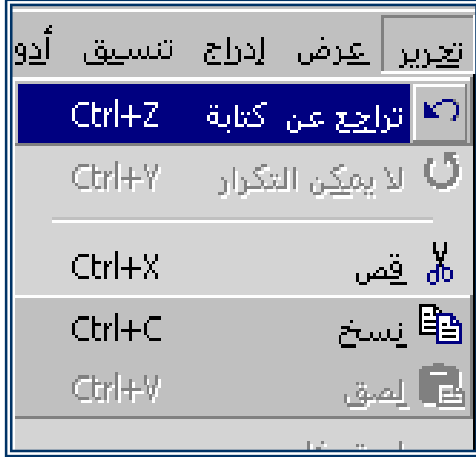 تحرير عرض إدراج تنسيق أدو
تراجع عن كتابة Ctrl+Z
لا يمكن التكرار Ctrl+Y
قص Ctrl+X
نسخ Ctrl+C
لصق Ctrl+V